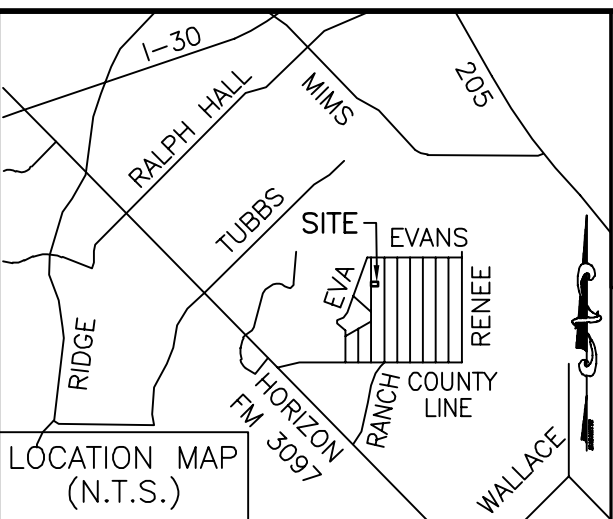 I-30
RALPH HALL
MIMS
205
TUBBS
SITE
EVANS
EVA
RENEE
RIDGE
HORIZON
FM 3097
RANCH
COUNTY
LINE
WALLACE
LOCATION MAP
(N.T.S.)